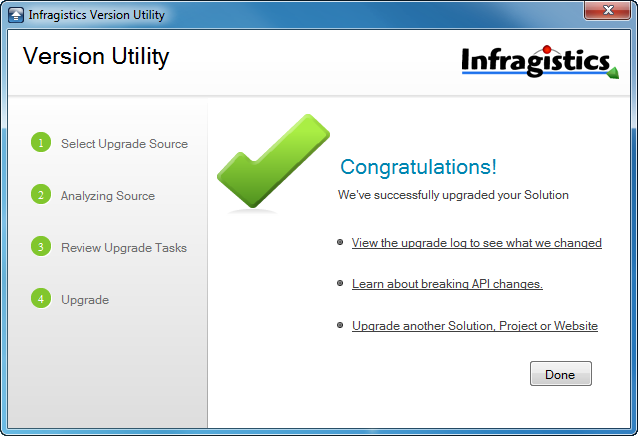 Infragistics Version Utility
Version Utility
Infragistics
1 Select Upgrade Source
2 Analyzing Source
3 Review Upgrade Tasks
4 Upgrade
Congratulations!
We've successfully upgraded your Solution
View the upgrade log to see what we changed
Learn about breaking API changes.
Upgrade another Solution, Project or Website
Done